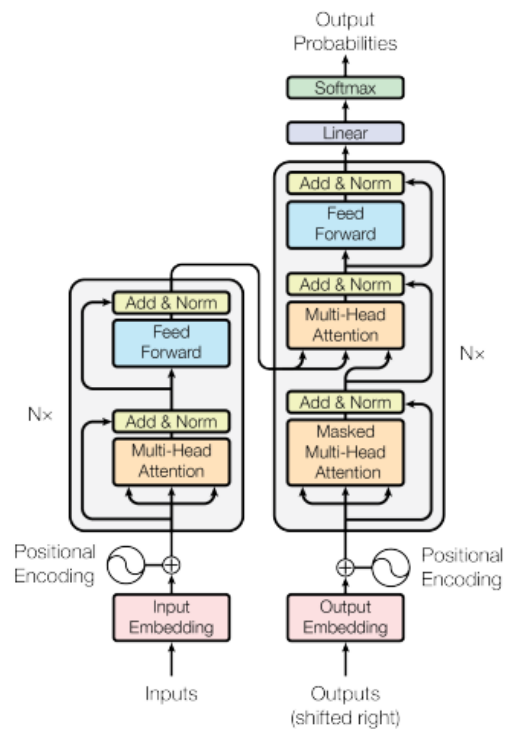 Output
Probabilities
Softmax
Linear
Add & Norm
Feed
Forward
Add & Norm
Multi-Head
Attention
Add & Norm
Masked
Multi-Head
Attention
N×
Add & Norm
Feed
Forward
N×
Add & Norm
Multi-Head
Attention
Positional
Encoding
Positional
Encoding
Input
Embedding
Output
Embedding
Inputs
Outputs
(shifted right)